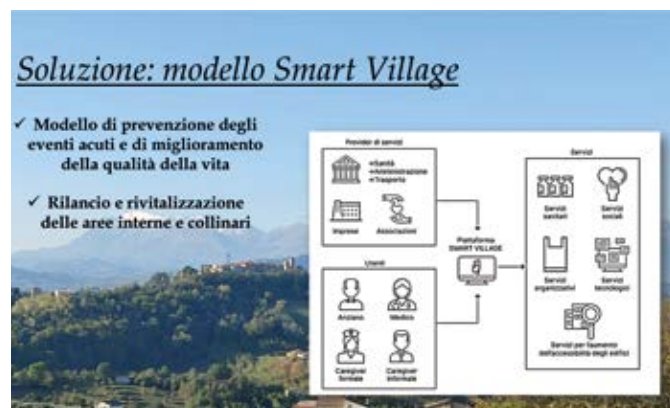 Soluzione: modello Smart Village
✓ Modello di prevenzione degli
eventi acuti e di miglioramento
della qualità della vita
✓ Rilancio e rivitalizzazione
delle aree interne e collinari
Provider di servizi
•Sanità
•Amministrazione
•Trasporto
Imprese
Associazioni
Utenti
Anziano
Medico
Caregiver
formale
Caregiver
informale
Piattaforma
SMART VILLAGE
Servizi
Servizi
sanitari
Servizi
sociali
Servizi
organizzativi
Servizi
tecnologici
Servizi per l'aumento
dell'accessibilità degli edifici